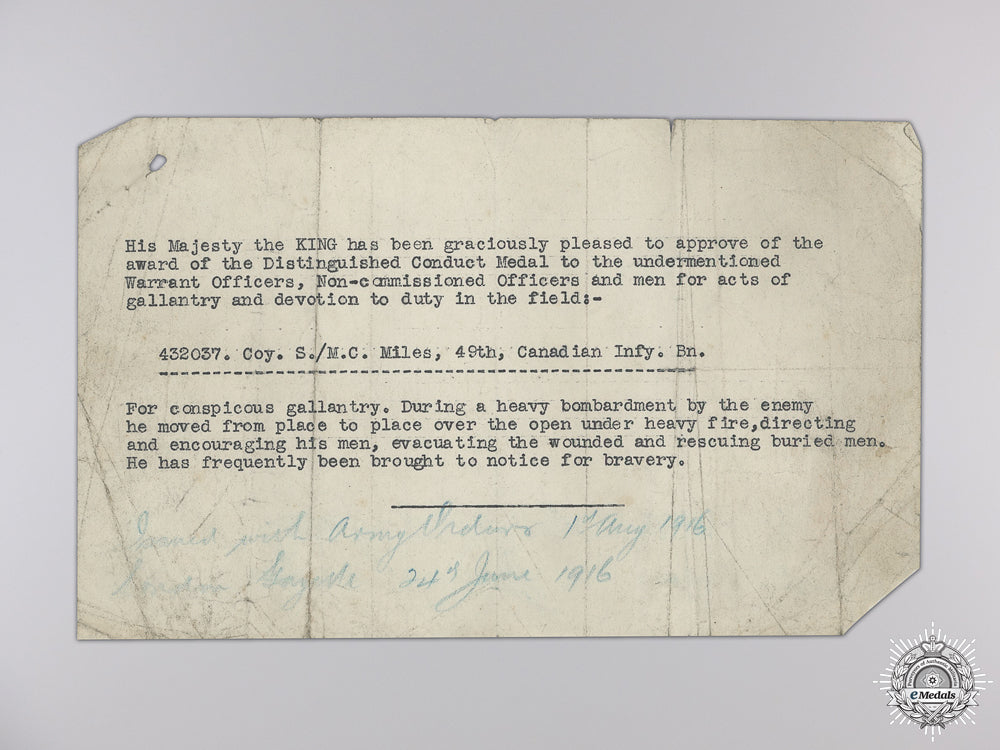 His Majesty the KING has been graciously pleased to approve of the
award of the Distinguished Conduct Medal to the undermentioned
Warrant Officers, Non-commissioned Officers and men for acts of
gallantry and devotion to duty in the field:-
432037. Coy. S./M.C. Miles, 49th, Canadian Infy. Bn.
For conspicous gallantry. During a heavy bombardment by the enemy
he moved from place to place over the open under heavy fire,directing
and encouraging his men, evacuating the wounded and rescuing buried men.
He has frequently been brought to notice for bravery.
with Army Orders 1st Aug 1916
24th June 1916
eMedals